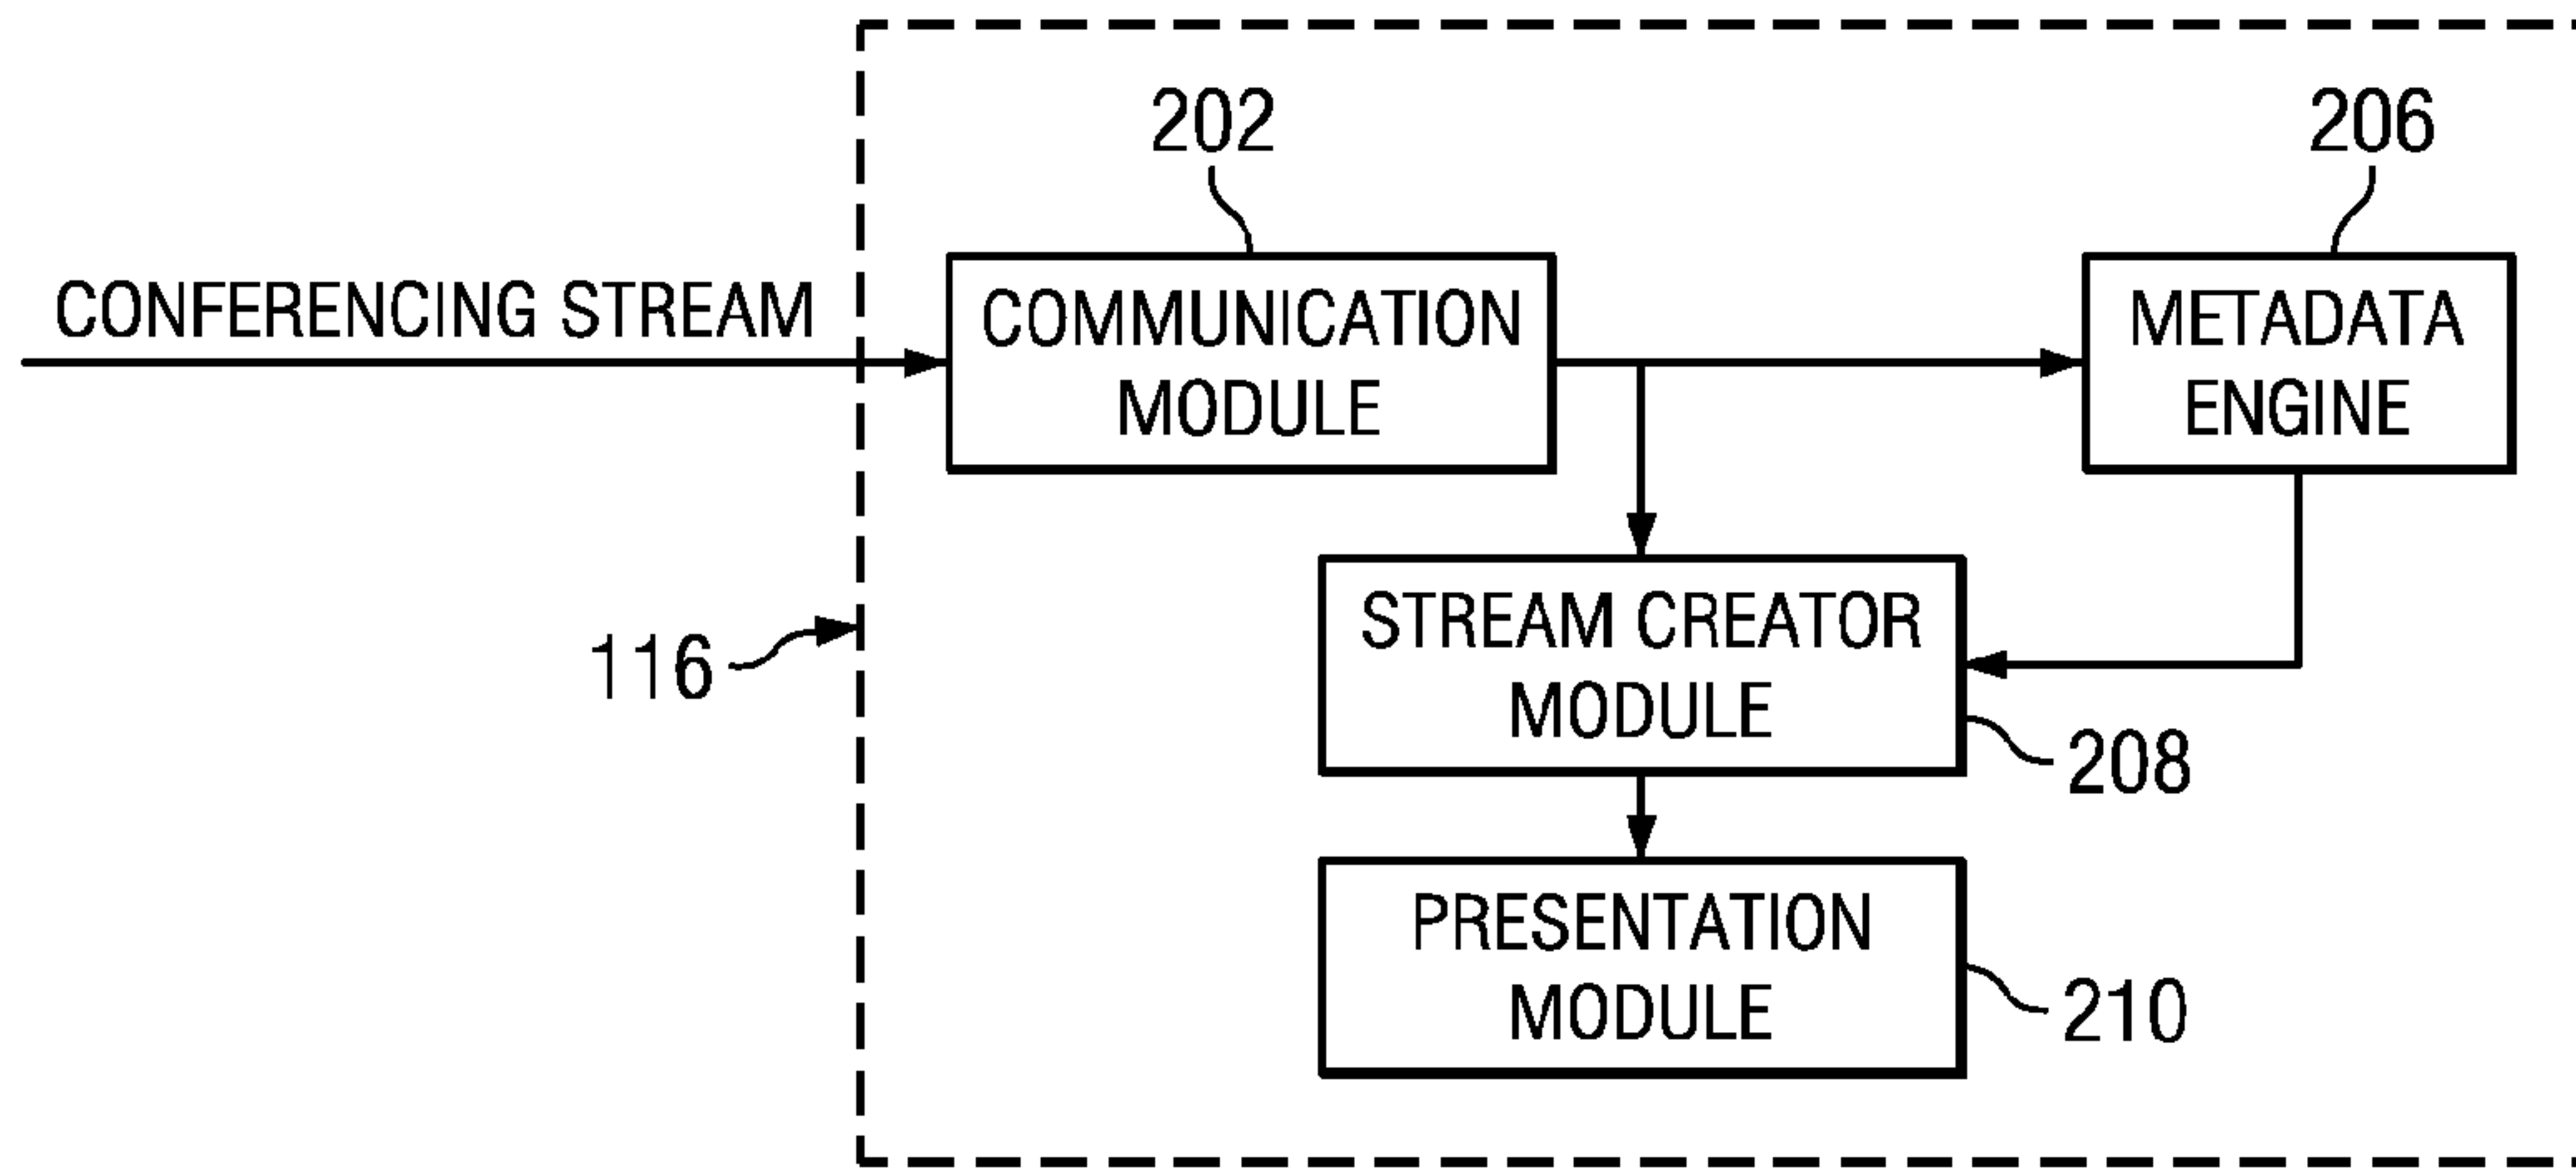 202
206
CONFERENCING STREAM
COMMUNICATION
MODULE
METADATA
ENGINE
STREAM CREATOR
MODULE
116
208
PRESENTATION
MODULE
210